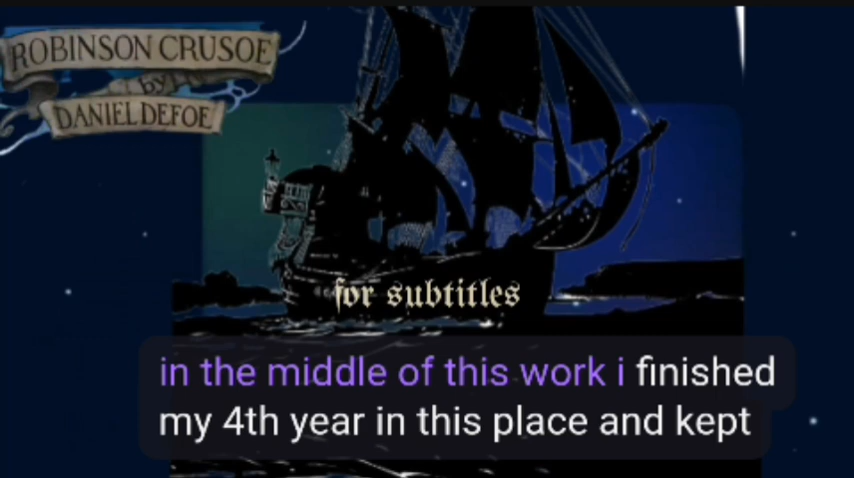 ROBINSON CRUSOE
by
DANIEL DEFOE
for subtitles
in the middle of this work i finished
my 4th year in this place and kept